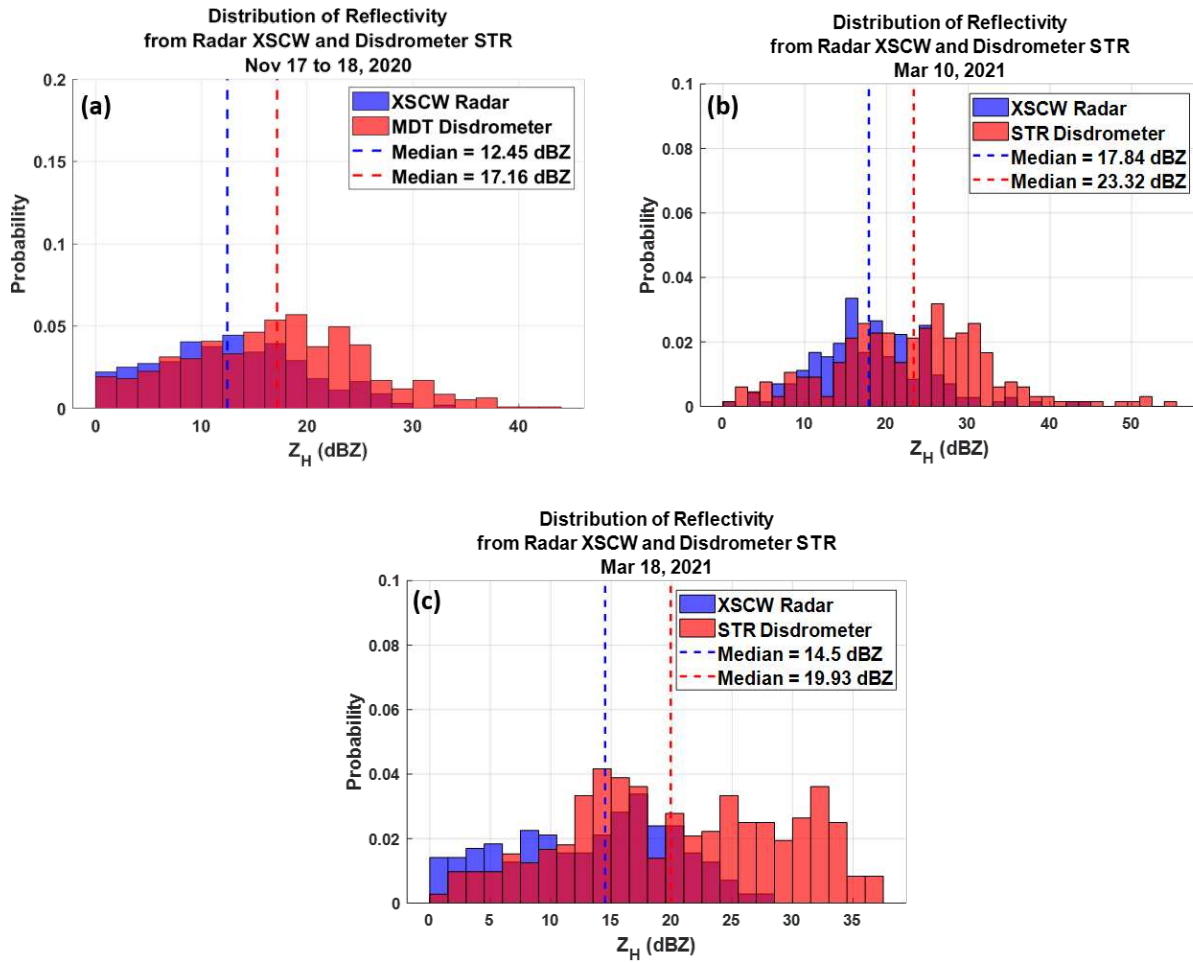 Distribution of Reflectivity
from Radar XSCW and Disdrometer STR
Nov 17 to 18, 2020
(a)
XSCW Radar
MDT Disdrometer
Median = 12.45 dBZ
Median = 17.16 dBZ
0.2
0.15
0.1
0.05
0
Probability
0 10 20 30 40
Z_H (dBZ)
Distribution of Reflectivity
from Radar XSCW and Disdrometer STR
Mar 10, 2021
(b)
XSCW Radar
STR Disdrometer
Median = 17.84 dBZ
Median = 23.32 dBZ
0.1
0.08
0.06
0.04
0.02
0
Probability
0 10 20 30 40 50
Z_H (dBZ)
Distribution of Reflectivity
from Radar XSCW and Disdrometer STR
Mar 18, 2021
(c)
XSCW Radar
STR Disdrometer
Median = 14.5 dBZ
Median = 19.93 dBZ
0.1
0.08
0.06
0.04
0.02
0
Probability
0 5 10 15 20 25 30 35
Z_H (dBZ)